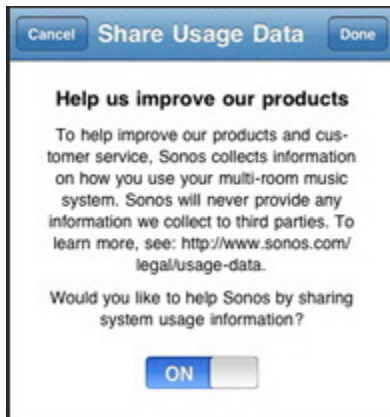 Cancel Share Usage Data Done
Help us improve our products
To help improve our products and cus-
tomer service, Sonos collects information
on how you use your multi-room music
system. Sonos will never provide any
information we collect to third parties. To
learn more, see: http://www.sonos.com/
legal/usage-data.
Would you like to help Sonos by sharing
system usage information?
ON